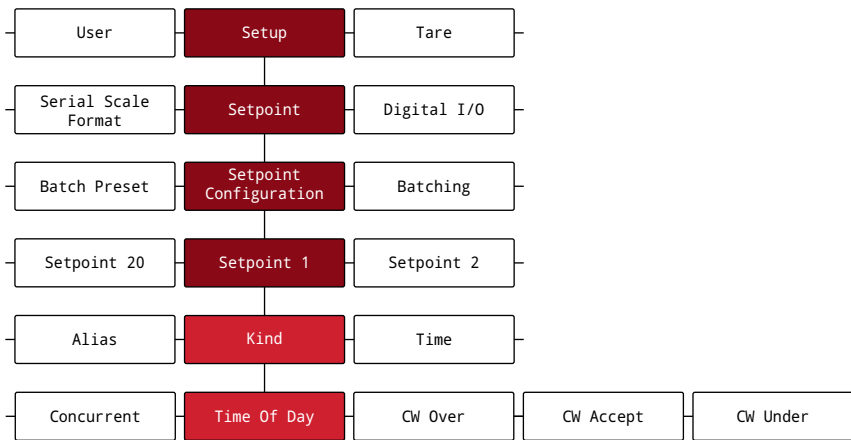 User
Setup
Tare
Serial Scale
Format
Setpoint
Digital I/O
Batch Preset
Setpoint
Configuration
Batching
Setpoint 20
Setpoint 1
Setpoint 2
Alias
Kind
Time
Concurrent
Time Of Day
CW Over
CW Accept
CW Under